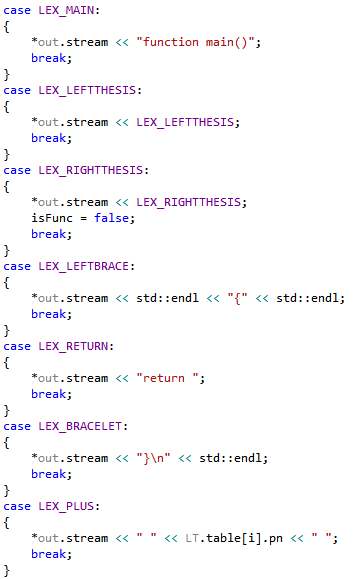 case LEX_MAIN:
{
    *out.stream << "function main()";
    break;
}
case LEX_LEFTTHESIS:
{
    *out.stream << LEX_LEFTTHESIS;
    break;
}
case LEX_RIGHTTHESIS:
{
    *out.stream << LEX_RIGHTTHESIS;
    isFunc = false;
    break;
}
case LEX_LEFTBRACE:
{
    *out.stream << std::endl << "{" << std::endl;
    break;
}
case LEX_RETURN:
{
    *out.stream << "return ";
    break;
}
case LEX_BRACELET:
{
    *out.stream << "}\n" << std::endl;
    break;
}
case LEX_PLUS:
{
    *out.stream << " " << LT.table[i].pn << " ";
    break;
}